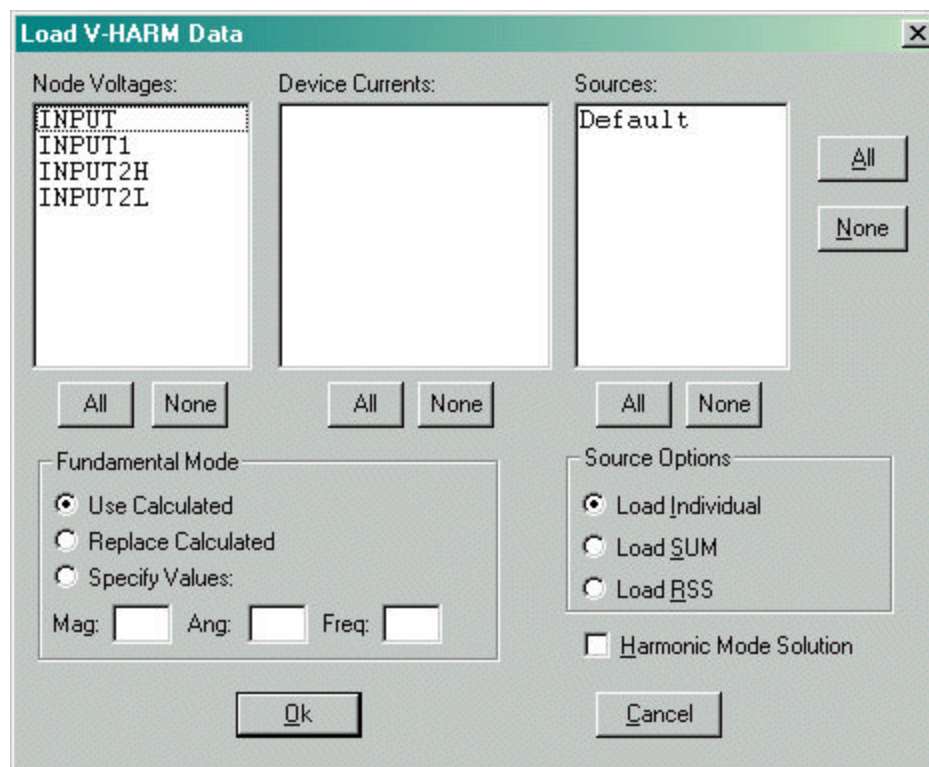 Load V-HARM Data
Node Voltages: Device Currents: Sources:
INPUT Default
INPUT1
INPUT2H
INPUT2L
All
None
All None All None All None
Fundamental Mode
Use Calculated
Replace Calculated
Specify Values:
Mag: Ang: Freq:
Source Options
Load Individual
Load SUM
Load RSS
Harmonic Mode Solution
Ok Cancel